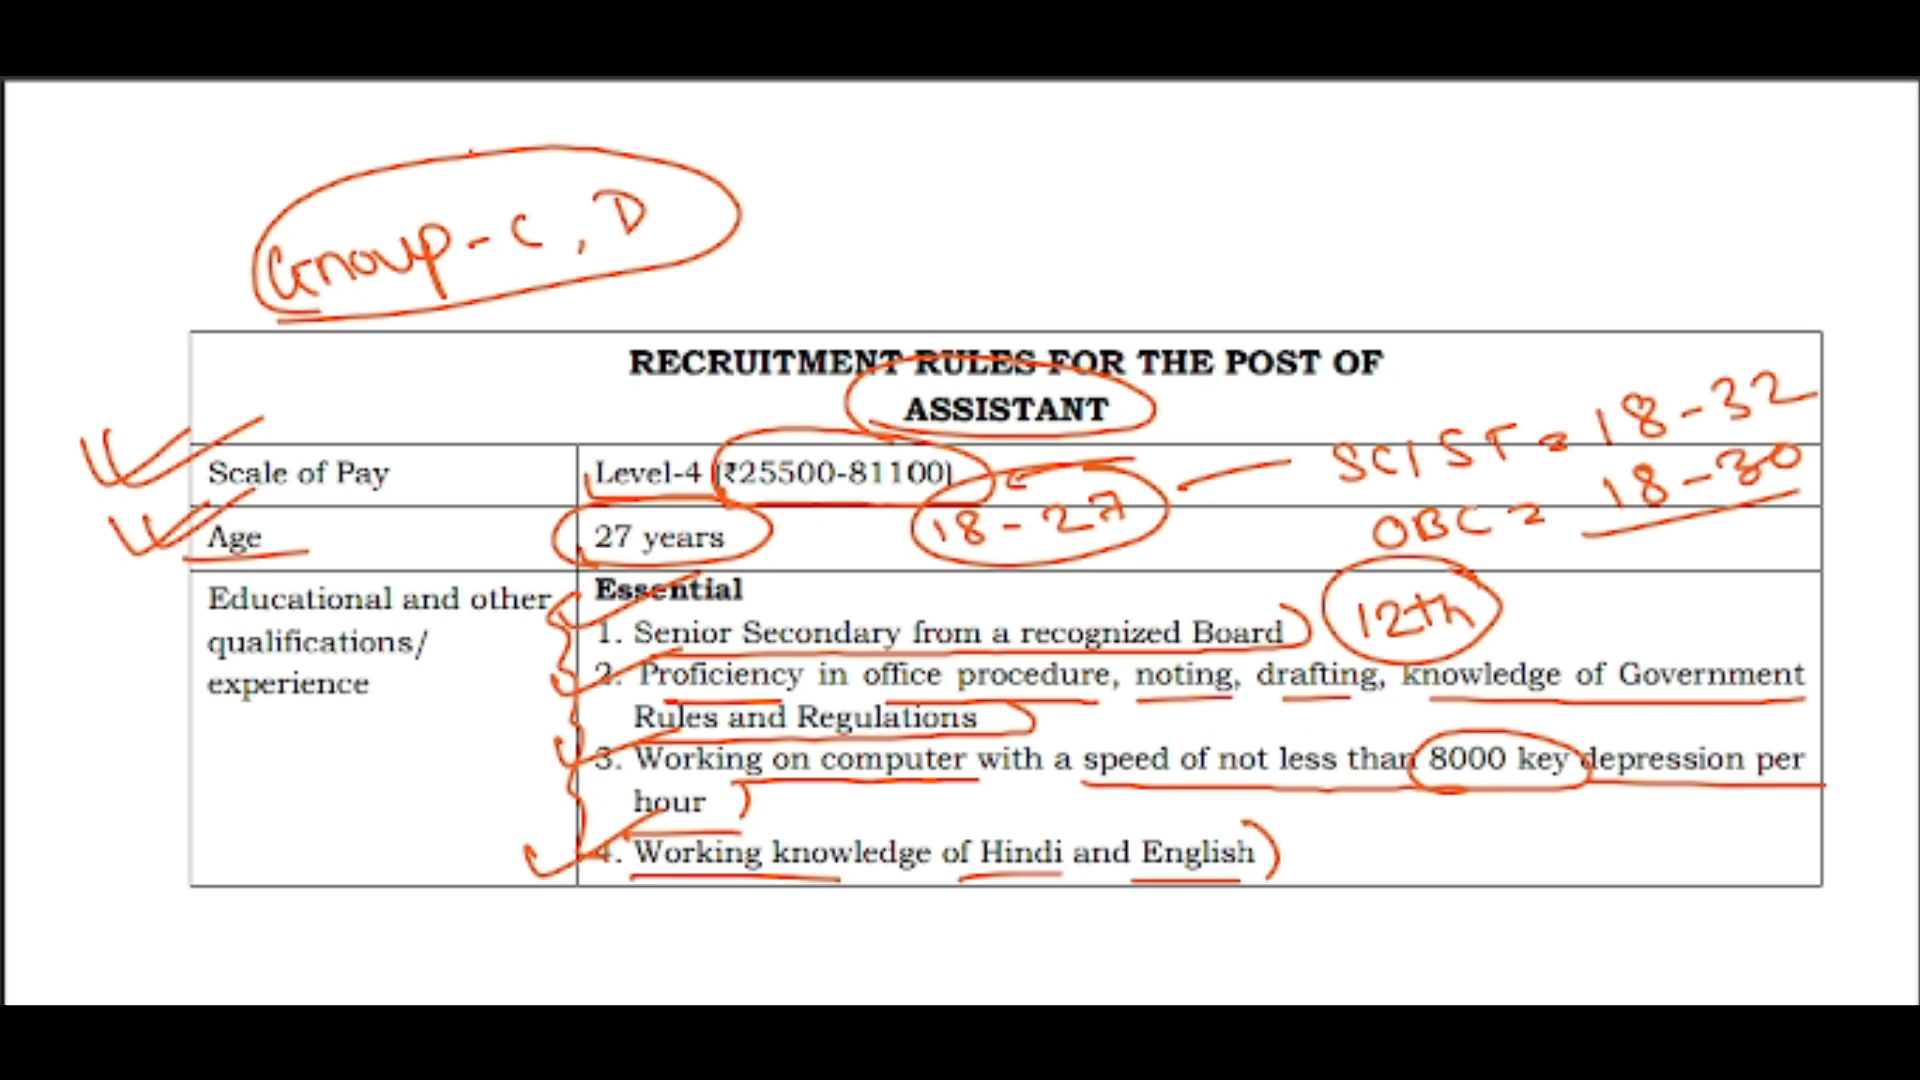 Group - C, D
RECRUITMENT RULES FOR THE POST OF
ASSISTANT
Scale of Pay
Level-4 (₹25500-81100)
SC/ST = 18-32
Age
27 years
18-27
OBC = 18-30
Educational and other
qualifications/
experience
Essential
1. Senior Secondary from a recognized Board
12th
2. Proficiency in office procedure, noting, drafting, knowledge of Government
Rules and Regulations
3. Working on computer with a speed of not less than 8000 key depression per
hour
4. Working knowledge of Hindi and English